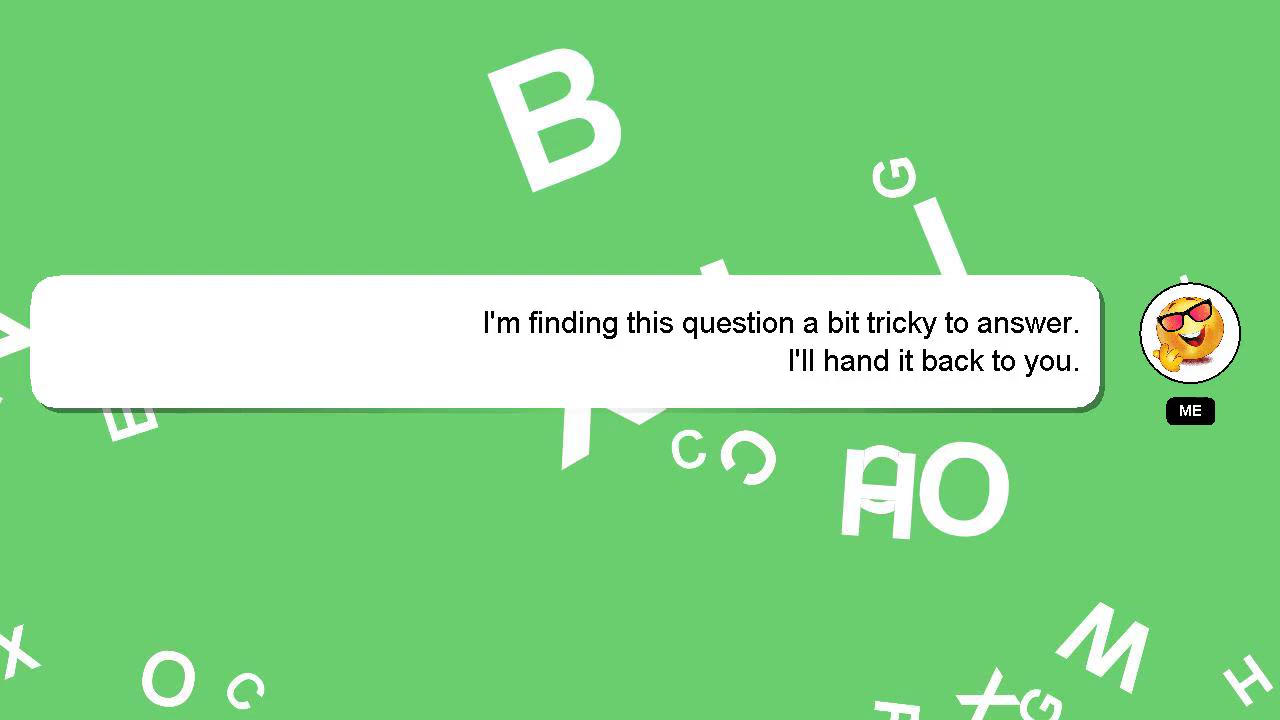 B
G
I'm finding this question a bit tricky to answer.
I'll hand it back to you.
ME
E
C
C
H
O
X
O
C
M
H
X
G